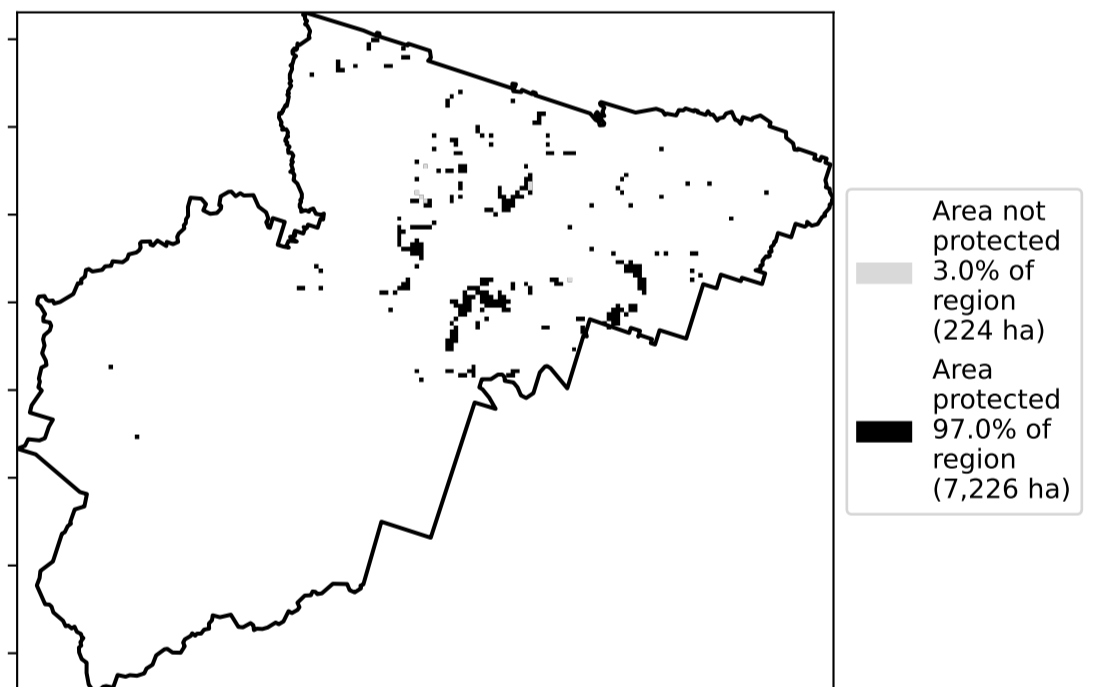 Area not
protected
3.0% of
region
(224 ha)
Area
protected
97.0% of
region
(7,226 ha)